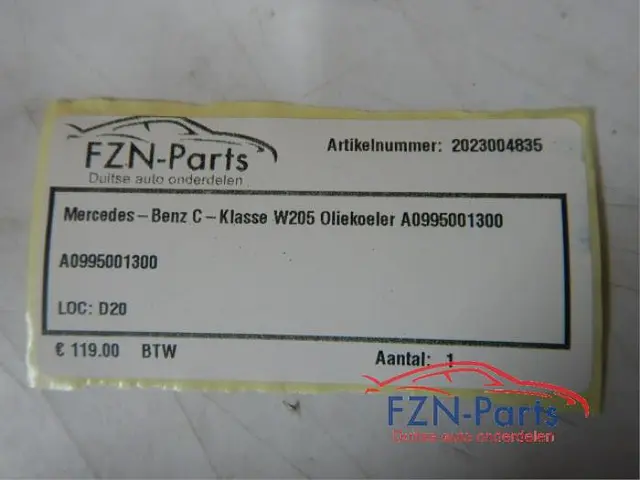 FZN-Parts
Duitse auto onderdelen
Artikelnummer: 2023004835
Mercedes-Benz C-Klasse W205 Oliekoeler A0995001300
A0995001300
LOC: D20
€ 119.00 BTW
Aantal: 1
FZN-Parts
Duitse auto onderdelen